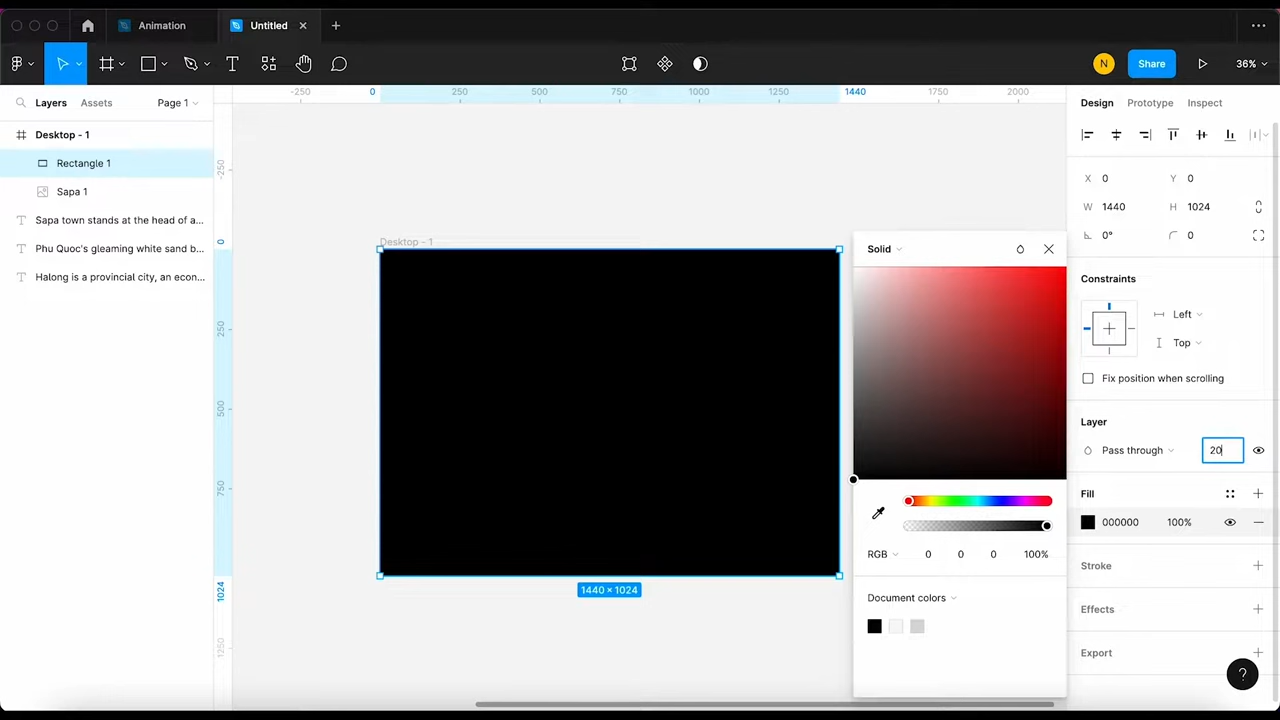 Animation
Untitled
N
Share
36%
Layers
Assets
Page 1
-250
0
250
500
750
1000
1250
1440
1750
2000
Design
Prototype
Inspect
Desktop - 1
Rectangle 1
Sapa 1
Sapa town stands at the head of a...
Phu Quoc's gleaming white sand b...
Halong is a provincial city, an econ...
-250
0
250
500
750
1024
1250
Desktop - 1
1440 × 1024
Solid
RGB
0
0
0
100%
Document colors
X
0
Y
0
W
1440
H
1024
0°
0
Constraints
Left
Top
Fix position when scrolling
Layer
Pass through
20
Fill
000000
100%
Stroke
Effects
Export
?